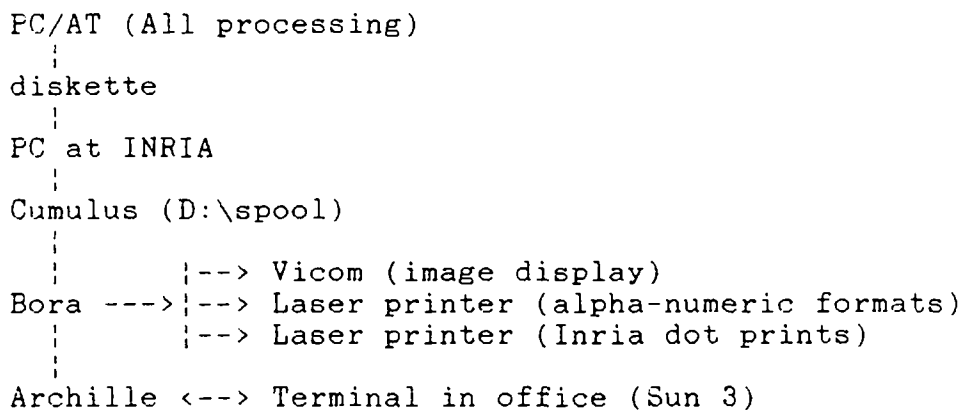 PC/AT (All processing)
diskette
PC at INRIA
Cumulus (D:\spool)
|--> Vicom (image display)
Bora --->|--> Laser printer (alpha-numeric formats)
|--> Laser printer (Inria dot prints)
Archille <--> Terminal in office (Sun 3)